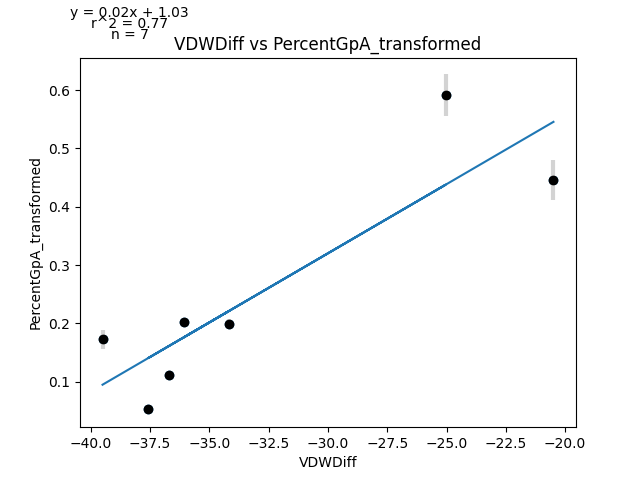 y = 0.02x + 1.03
r^2 = 0.77
n = 7
VDWDiff vs PercentGpA_transformed
PercentGpA_transformed
0.6
0.5
0.4
0.3
0.2
0.1
−40.0 −37.5 −35.0 −32.5 −30.0 −27.5 −25.0 −22.5 −20.0
VDWDiff